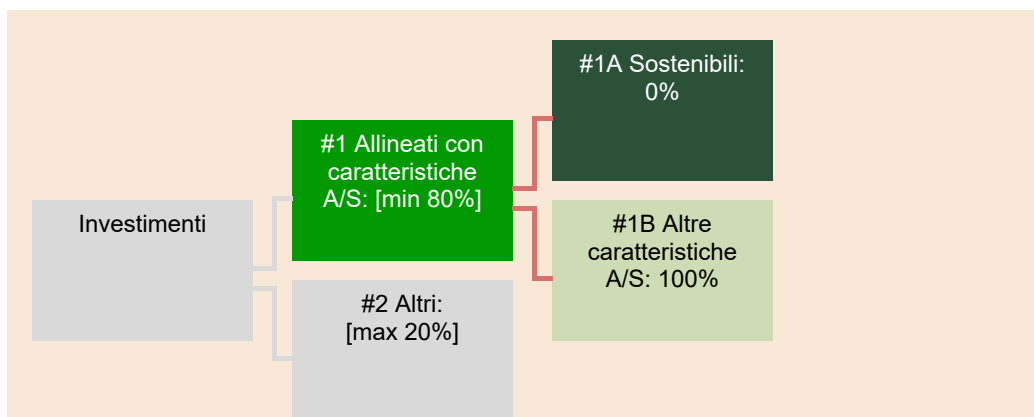 Investimenti
#1 Allineati con
caratteristiche
A/S: [min 80%]
#2 Altri:
[max 20%]
#1A Sostenibili:
0%
#1B Altre
caratteristiche
A/S: 100%